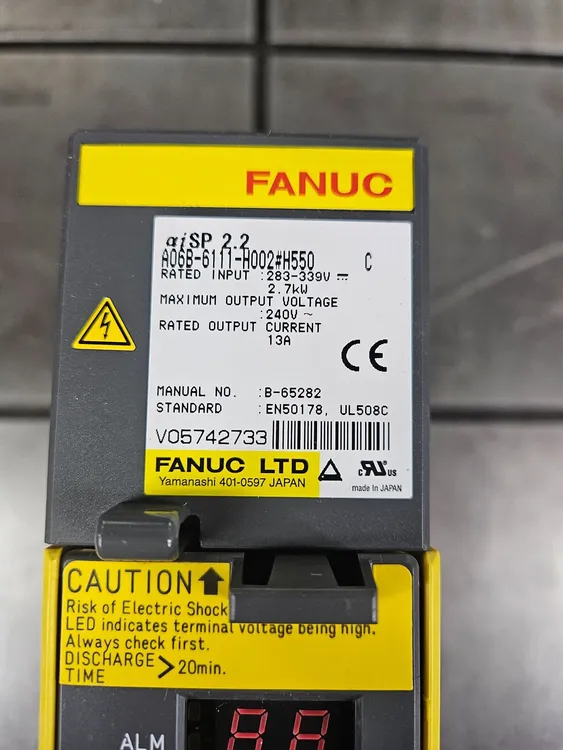 FANUC
αiSP 2.2
A06B-6111-H002#H550 C
RATED INPUT :283-339V ⎓
2.7kW
MAXIMUM OUTPUT VOLTAGE
:240V ~
RATED OUTPUT CURRENT
13A
CE
MANUAL NO. :B-65282
STANDARD :EN50178, UL508C
V05742733
FANUC LTD
Yamanashi 401-0597 JAPAN
c RU US
made in JAPAN
CAUTION
Risk of Electric Shock
LED indicates terminal voltage being high.
Always check first.
DISCHARGE TIME >20min.
ALM
88